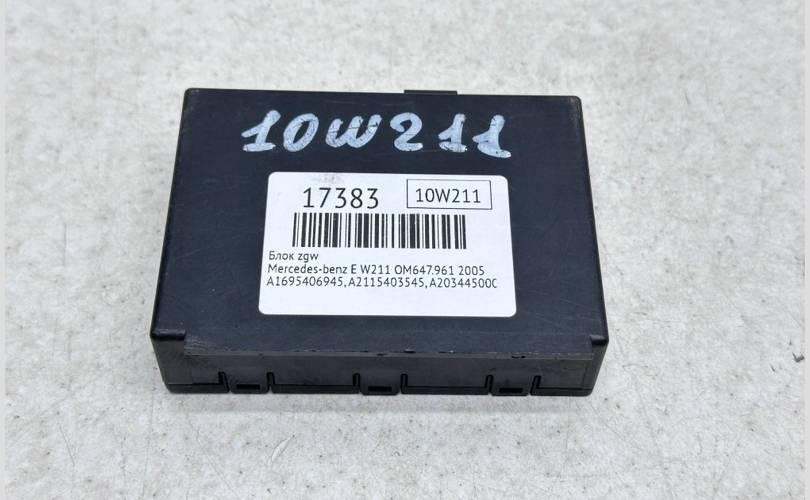 10W211
17383 10W211
Блок zgw
Mercedes-benz E W211 OM647.961 2005
A1695406945, A2115403545, A203445000